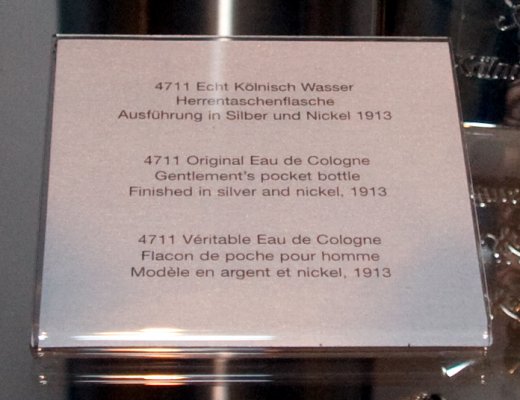 4711 Echt Kölnisch Wasser
Herrentaschenflasche
Ausführung in Silber und Nickel 1913
4711 Original Eau de Cologne
Gentlement's pocket bottle
Finished in silver and nickel, 1913
4711 Véritable Eau de Cologne
Flacon de poche pour homme
Modèle en argent et nickel, 1913